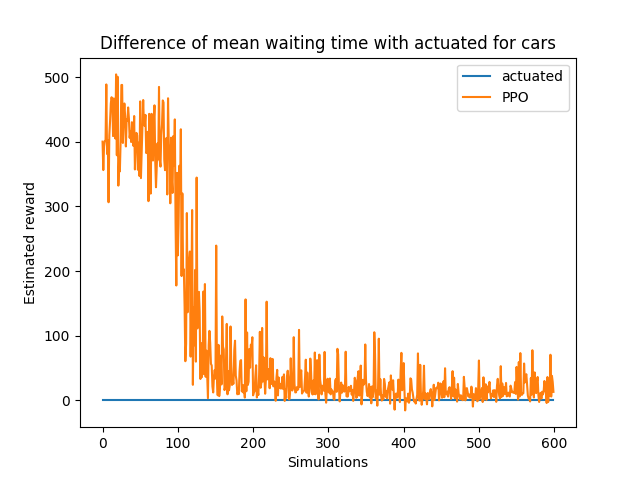 Difference of mean waiting time with actuated for cars
actuated
PPO
Estimated reward
500
400
300
200
100
0
0 100 200 300 400 500 600
Simulations